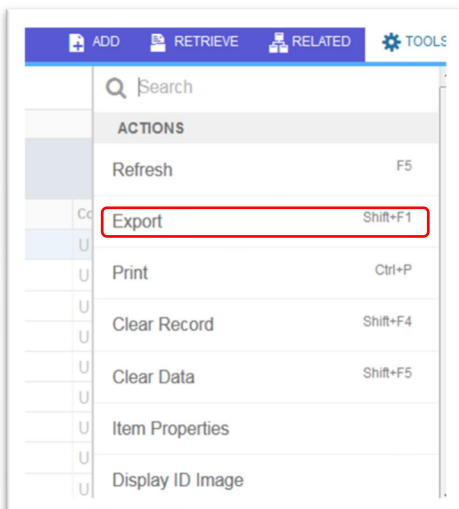 ADD RETRIEVE RELATED TOOLS
Search
ACTIONS
Refresh F5
Export Shift+F1
Print Ctrl+P
Clear Record Shift+F4
Clear Data Shift+F5
Item Properties
Display ID Image